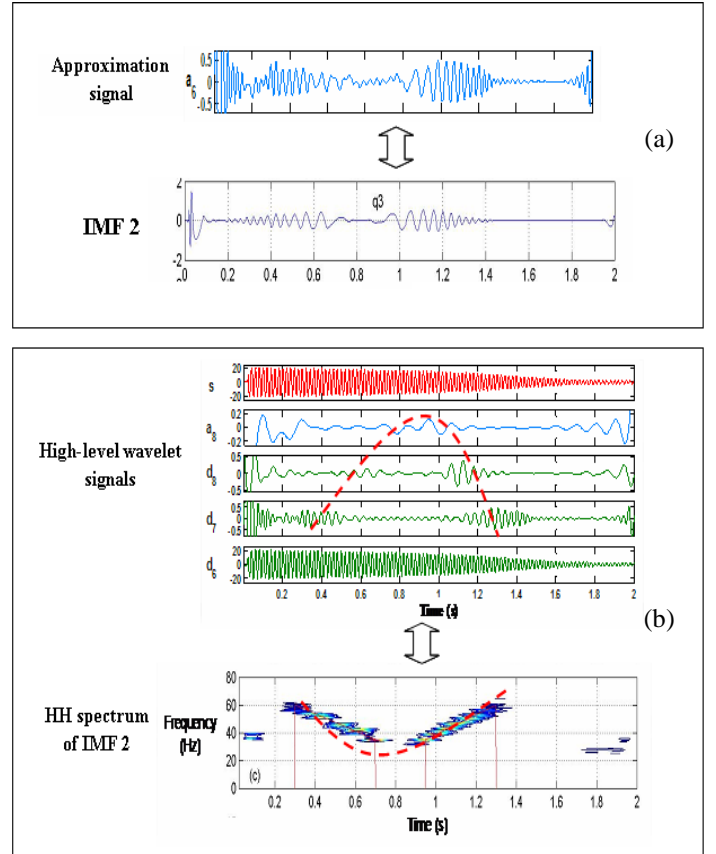 Approximation
signal
a6
0.5
0
-0.5
(a)
IMF 2
2
0
-2
q3
.0 0.2 0.4 0.6 0.8 1 1.2 1.4 1.6 1.8 2
High-level wavelet
signals
s
20
0
-20
a8
0.2
0
-0.2
d8
0.5
0
-0.5
d7
0.5
0
-0.5
d6
20
0
-20
0.2 0.4 0.6 0.8 1 1.2 1.4 1.6 1.8 2
Time (s)
(b)
HH spectrum
of IMF 2
Frequency
(Hz)
80
60
40
20
0
(c)
0.2 0.4 0.6 0.8 1 1.2 1.4 1.6 1.8 2
Time (s)